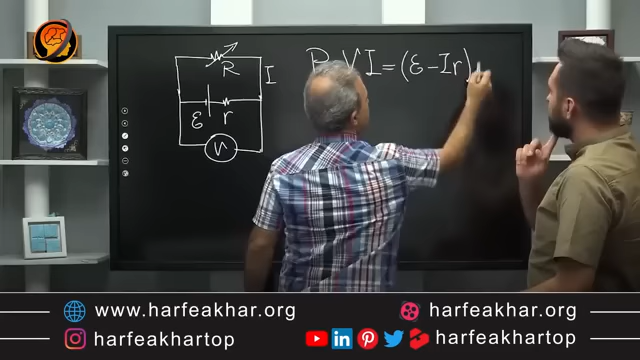 R
I
ε
r
V
P VI = (ε - Ir) I
www.harfeakhar.org
harfeakhar.org
harfeakhartop
harfeakhartop